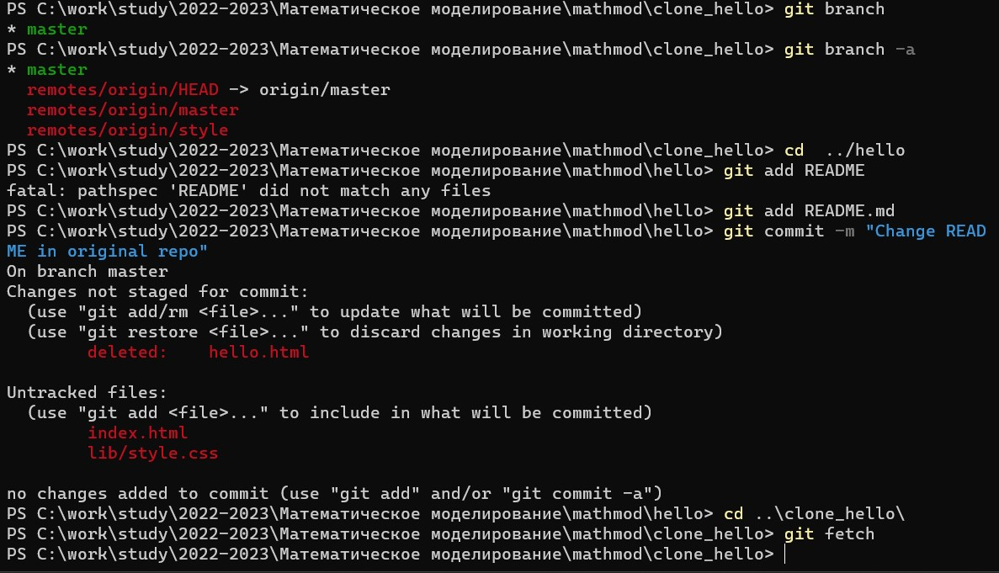 PS C:\work\study\2022-2023\Математическое моделирование\mathmod\clone_hello> git branch
* master
PS C:\work\study\2022-2023\Математическое моделирование\mathmod\clone_hello> git branch -a
* master
  remotes/origin/HEAD -> origin/master
  remotes/origin/master
  remotes/origin/style
PS C:\work\study\2022-2023\Математическое моделирование\mathmod\clone_hello> cd  ../hello
PS C:\work\study\2022-2023\Математическое моделирование\mathmod\hello> git add README
fatal: pathspec 'README' did not match any files
PS C:\work\study\2022-2023\Математическое моделирование\mathmod\hello> git add README.md
PS C:\work\study\2022-2023\Математическое моделирование\mathmod\hello> git commit -m "Change READ
ME in original repo"
On branch master
Changes not staged for commit:
  (use "git add/rm <file>..." to update what will be committed)
  (use "git restore <file>..." to discard changes in working directory)
        deleted:    hello.html

Untracked files:
  (use "git add <file>..." to include in what will be committed)
        index.html
        lib/style.css

no changes added to commit (use "git add" and/or "git commit -a")
PS C:\work\study\2022-2023\Математическое моделирование\mathmod\hello> cd ..\clone_hello\
PS C:\work\study\2022-2023\Математическое моделирование\mathmod\clone_hello> git fetch
PS C:\work\study\2022-2023\Математическое моделирование\mathmod\clone_hello>